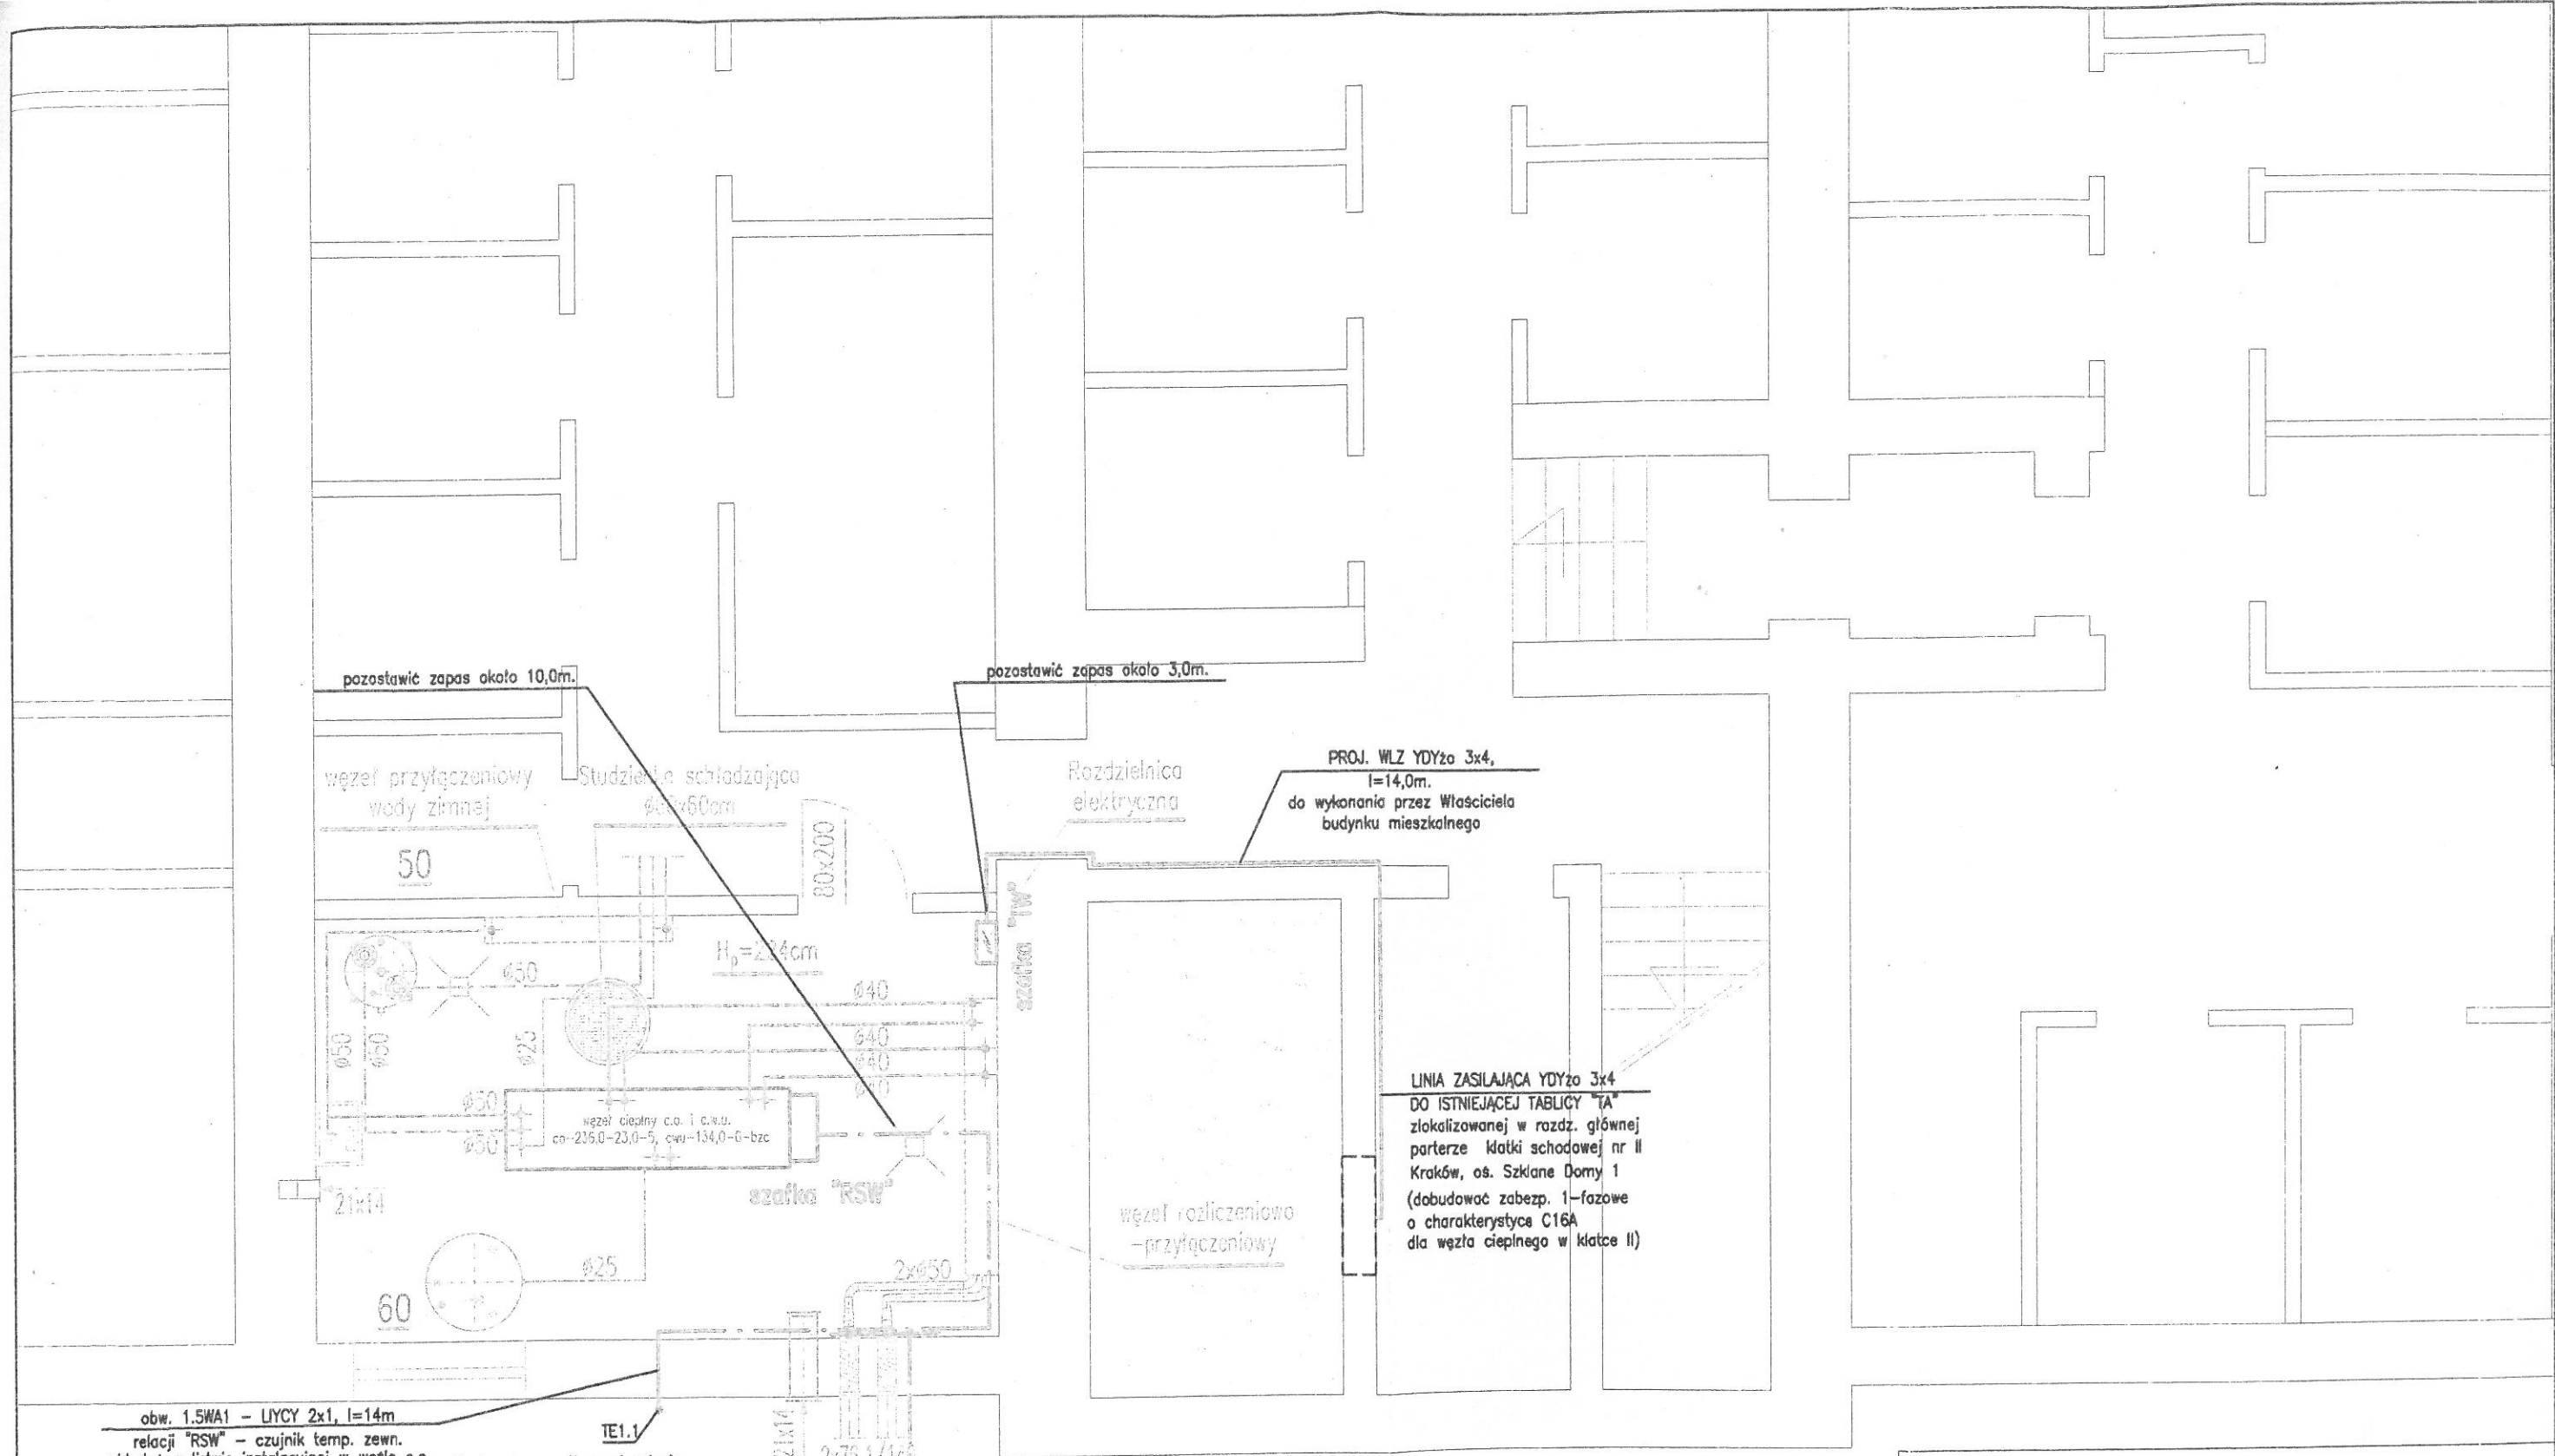 pozostawić zapas około 10,0m.
pozostawić zapas około 3,0m.
węzeł przyłączeniowy
wody zimnej
50
Studzienka schładzająca
80x200
Rozdzielnica
elektryczna
PROJ. WLZ YDYżo 3x4,
l=14,0m.
do wykonania przez Właściciela
budynku mieszkalnego
szafka "TW"
ø50
ø40
ø40
ø40
ø40
ø50
ø50
ø25
ø50
ø50
węzeł cieplny c.o. i c.w.u.
szafka "RSW"
21x14
ø25
60
2xø50
węzeł rozliczeniowo
-przyłączeniowy
LINIA ZASILAJĄCA YDYżo 3x4
DO ISTNIEJĄCEJ TABLICY "TA"
zlokalizowanej w rozdz. głównej
parterze klatki schodowej nr II
Kraków, oś. Szklane Domy 1
(dobudować zabezp. 1-fazowe
o charakterystyce C16A
dla węzła cieplnego w klatce II)
obw. 1.5WA1 - LIYCY 2x1, l=14m
relacji "RSW" - czujnik temp. zewn.
TE1.1
21x14